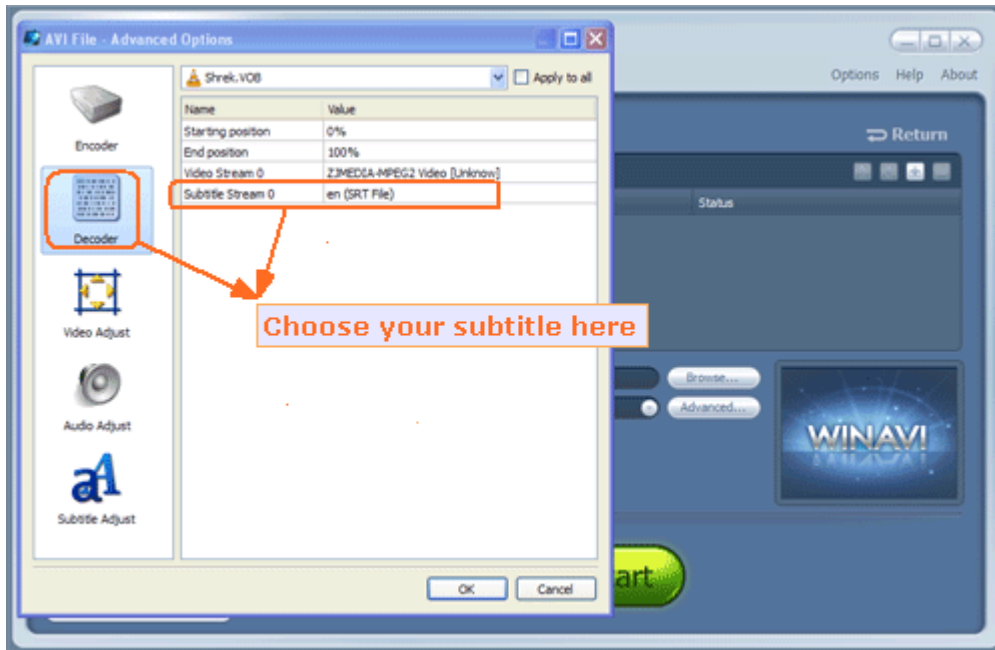 AVI File - Advanced Options
Options Help About
Shrek.VOB
Apply to all
Return
Encoder
Name Value
Starting position 0%
End position 100%
Video Stream 0 ZJMEDIA-MPEG2 Video [Unknow]
Subtitle Stream 0 en (SRT File)
Status
Decoder
Choose your subtitle here
Video Adjust
Browse...
Advanced...
Audio Adjust
WINAVI
Subtitle Adjust
art
OK Cancel